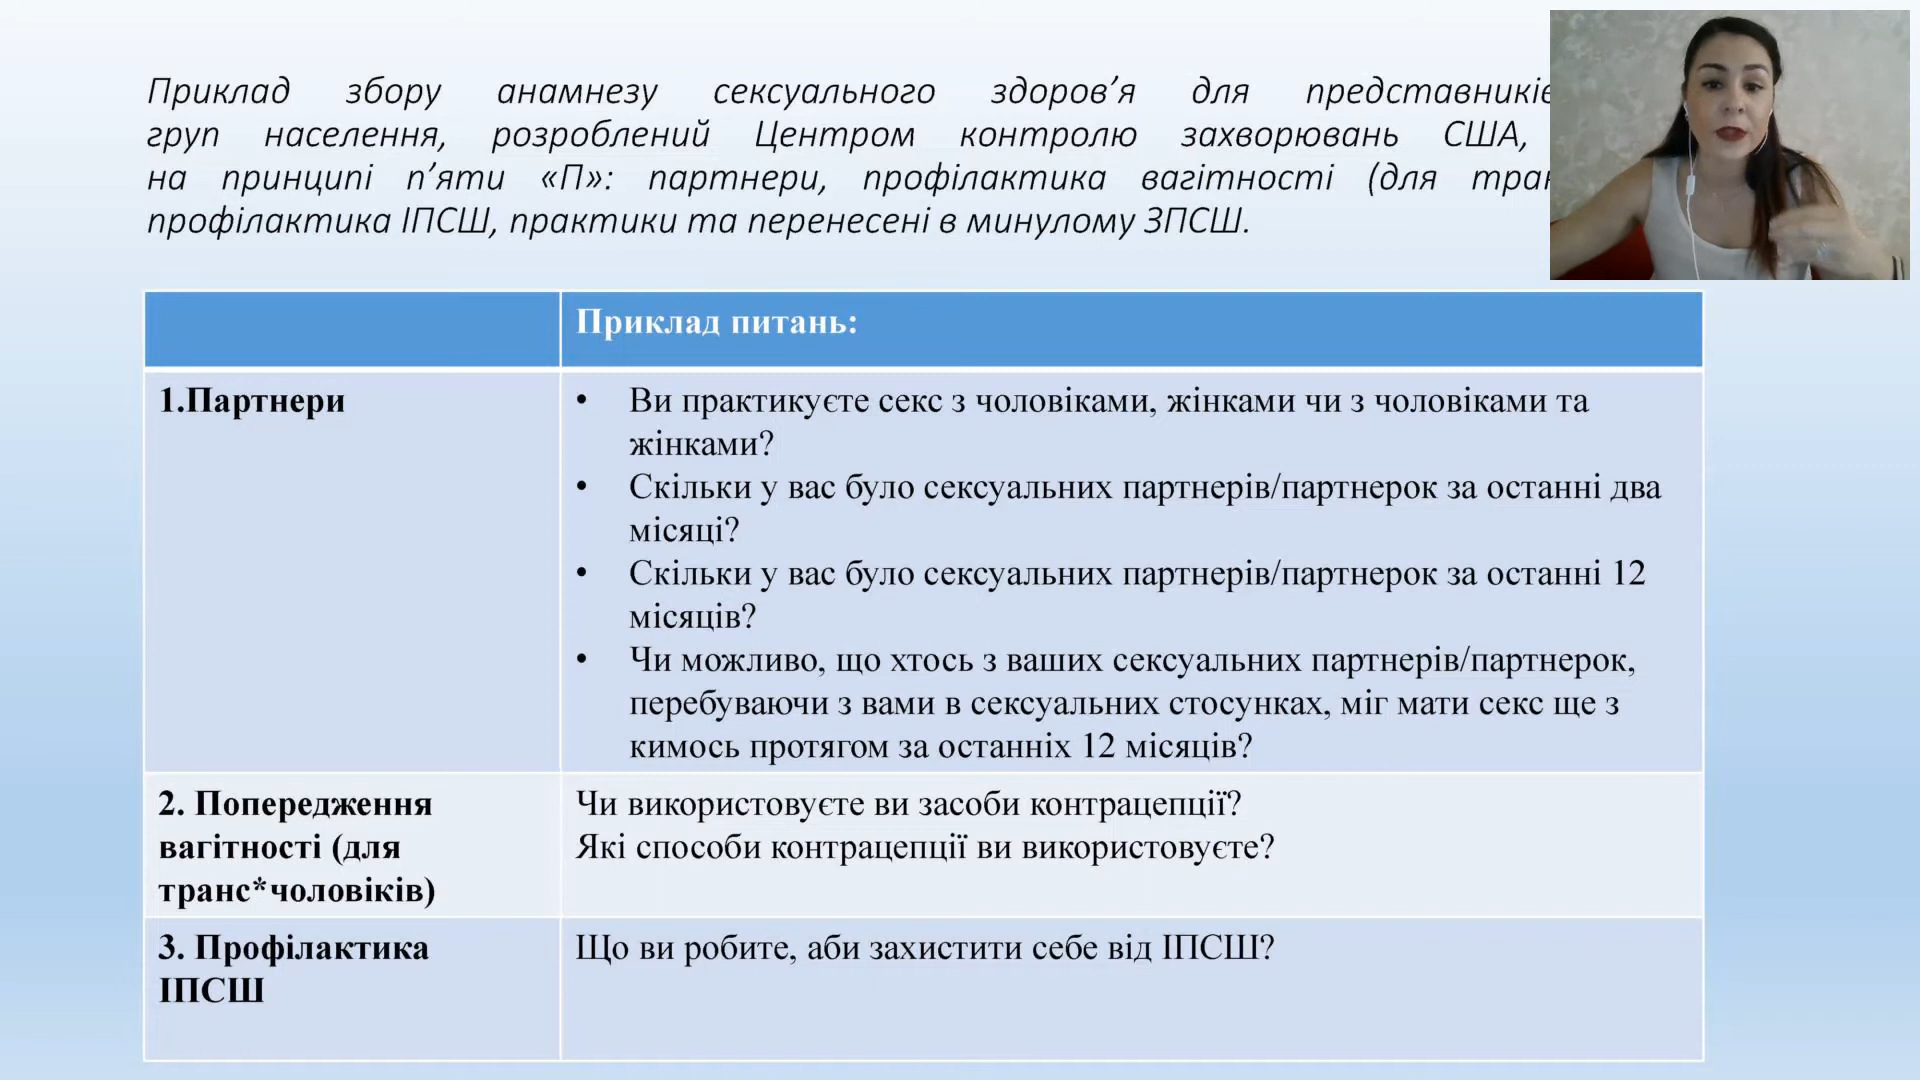 Приклад збору анамнезу сексуального здоров’я для
груп населення, розроблений Центром контролю захворювань США,
на принципі п’яти «П»: партнери, профілактика вагітності (для
профілактика ІПСШ, практики та перенесені в минулому ЗПСШ.
Приклад питань:
1.Партнери
• Ви практикуєте секс з чоловіками, жінками чи з чоловіками та
жінками?
• Скільки у вас було сексуальних партнерів/партнерок за останні два
місяці?
• Скільки у вас було сексуальних партнерів/партнерок за останні 12
місяців?
• Чи можливо, що хтось з ваших сексуальних партнерів/партнерок,
перебуваючи з вами в сексуальних стосунках, міг мати секс ще з
кимось протягом за останніх 12 місяців?
2. Попередження
вагітності (для
транс*чоловіків)
Чи використовуєте ви засоби контрацепції?
Які способи контрацепції ви використовуєте?
3. Профілактика
ІПСШ
Що ви робите, аби захистити себе від ІПСШ?